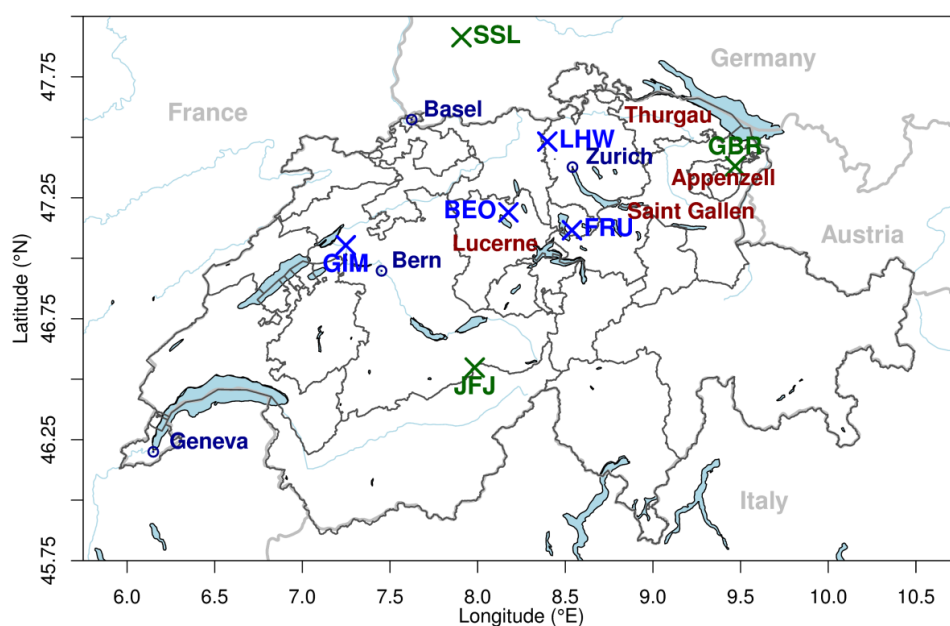 SSL
Germany
France
Basel
Thurgau
LHW
GBR
Zurich
Appenzell
BEO
Saint Gallen
FRU
Lucerne
Austria
GIM
Bern
JFJ
Geneva
Italy
Latitude (°N)
47.75
47.25
46.75
46.25
45.75
6.0 6.5 7.0 7.5 8.0 8.5 9.0 9.5 10.0 10.5
Longitude (°E)